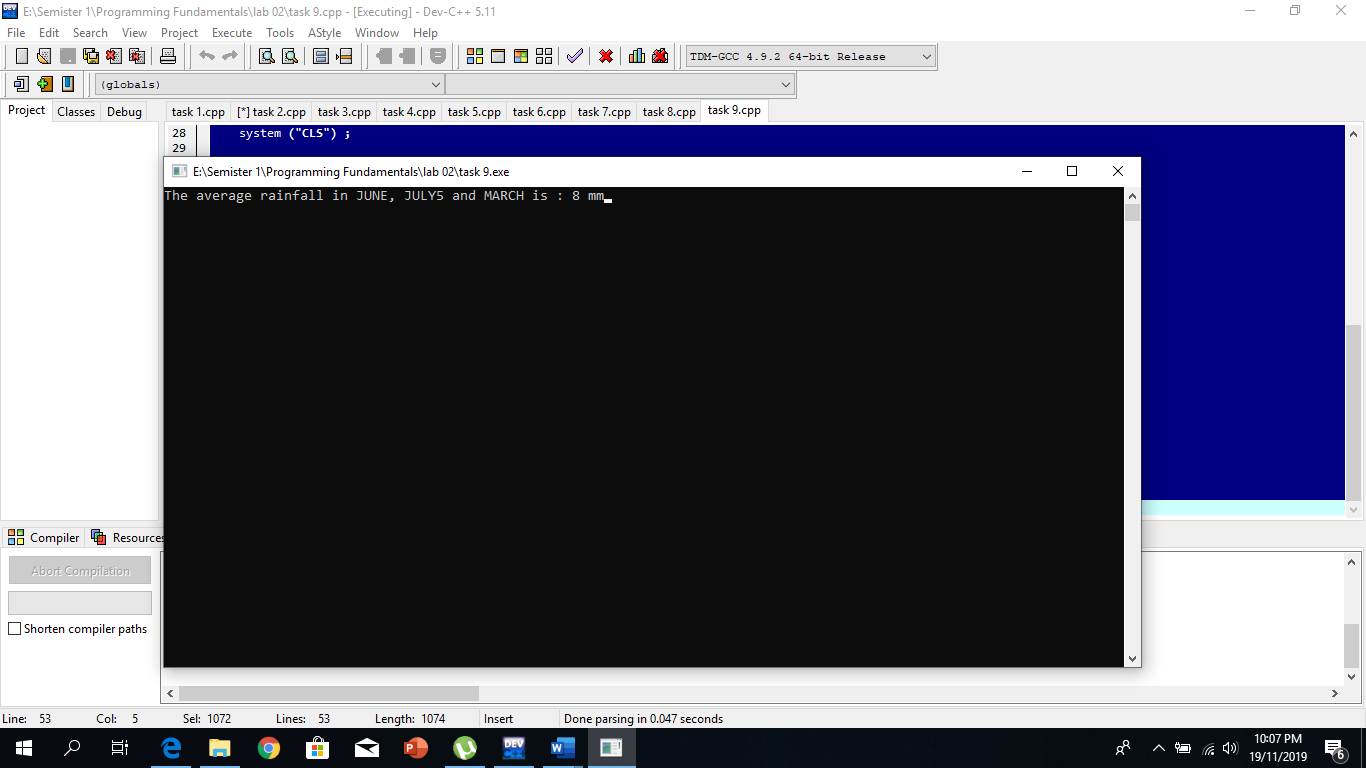 E:\Semister 1\Programming Fundamentals\lab 02\task 9.cpp - [Executing] - Dev-C++ 5.11
File Edit Search View Project Execute Tools AStyle Window Help
TDM-GCC 4.9.2 64-bit Release
(globals)
Project Classes Debug task 1.cpp [*] task 2.cpp task 3.cpp task 4.cpp task 5.cpp task 6.cpp task 7.cpp task 8.cpp task 9.cpp
28 system ("CLS") ;
29
E:\Semister 1\Programming Fundamentals\lab 02\task 9.exe
The average rainfall in JUNE, JULY5 and MARCH is : 8 mm
Compiler Resources
Abort Compilation
Shorten compiler paths
Line: 53 Col: 5 Sel: 1072 Lines: 53 Length: 1074 Insert Done parsing in 0.047 seconds
10:07 PM
19/11/2019
6